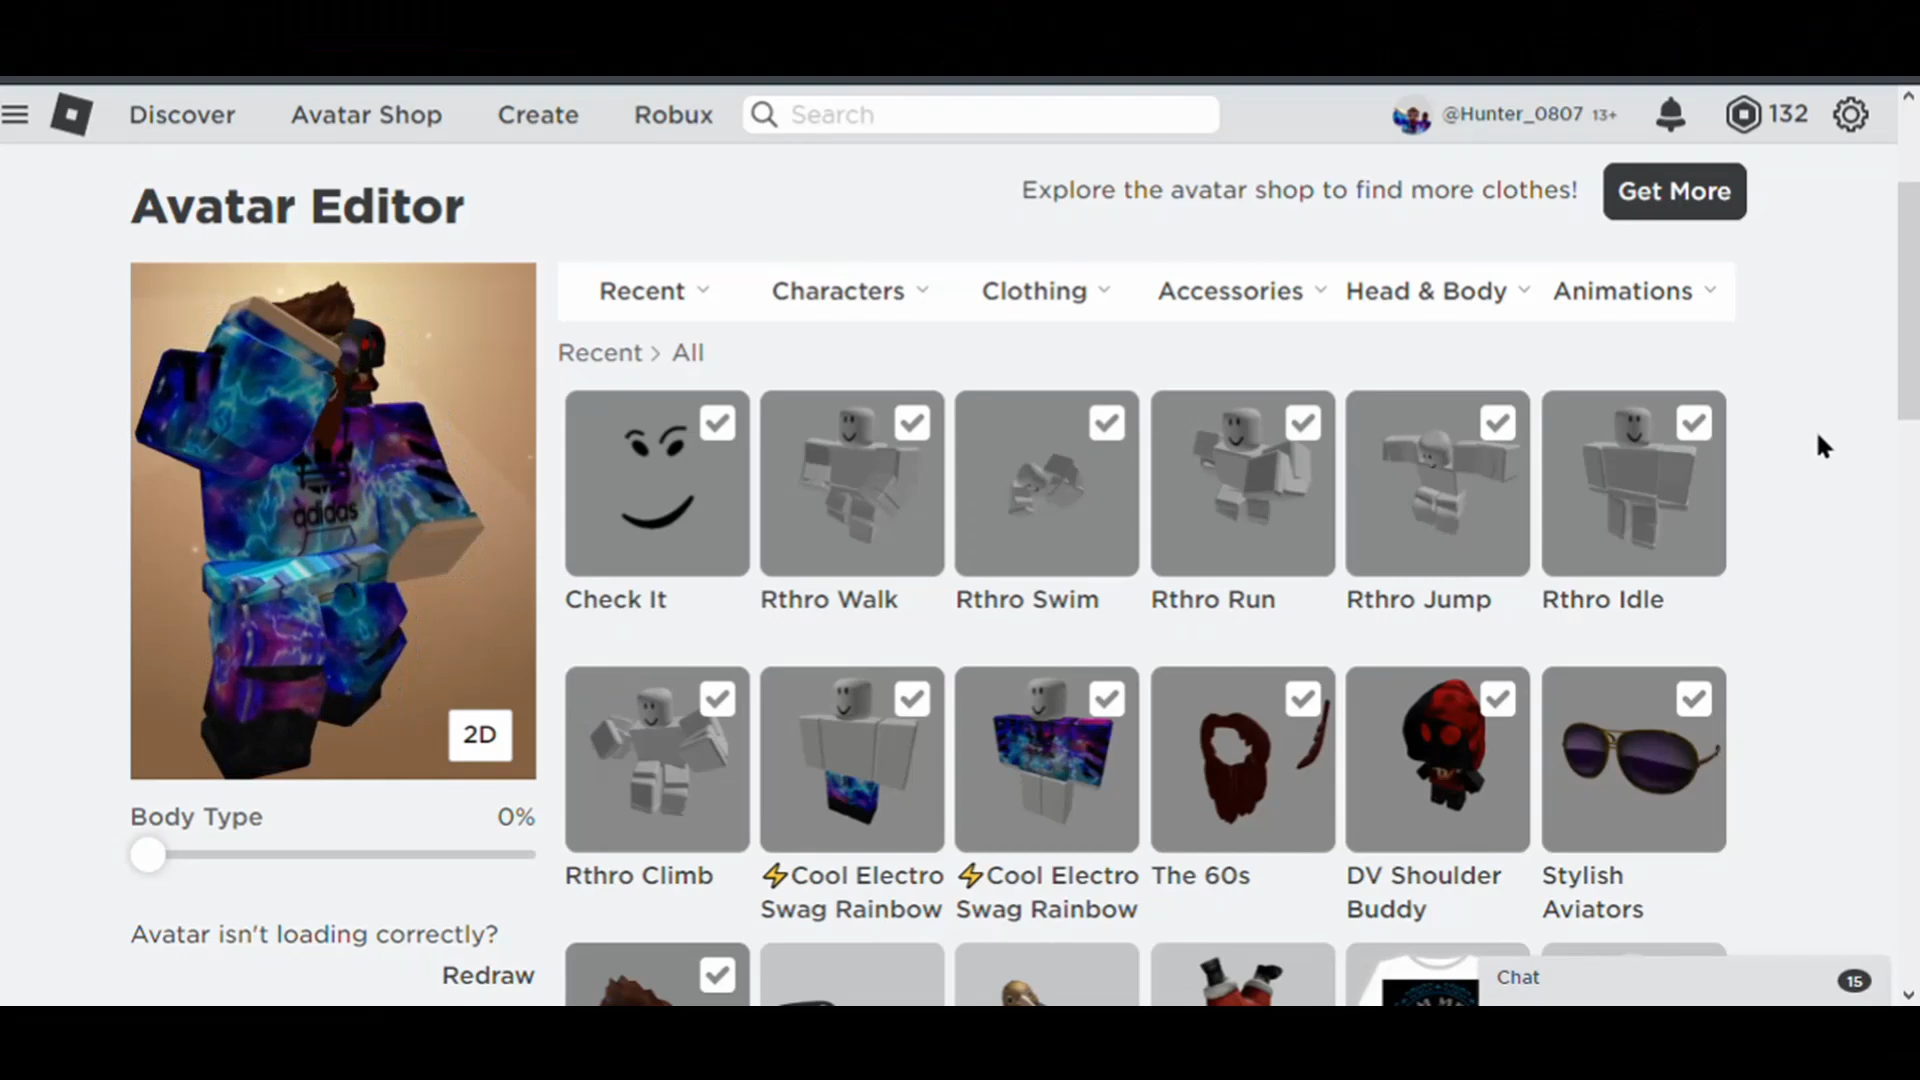 Discover Avatar Shop Create Robux Search @Hunter_0807 13+ 132
Avatar Editor
Explore the avatar shop to find more clothes! Get More
Recent Characters Clothing Accessories Head & Body Animations
Recent > All
adidas
2D
Check It Rthro Walk Rthro Swim Rthro Run Rthro Jump Rthro Idle
Rthro Climb ⚡Cool Electro ⚡Cool Electro The 60s DV Shoulder Stylish
Swag Rainbow Swag Rainbow Buddy Aviators
Body Type 0%
Avatar isn't loading correctly?
Redraw
Chat 15